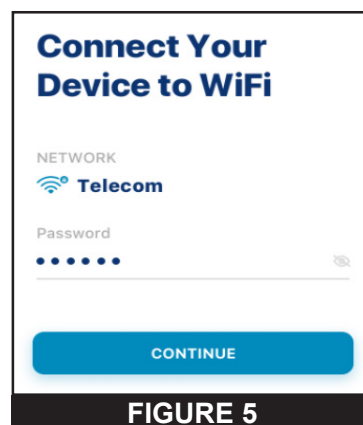 Connect Your
Device to WiFi
NETWORK
Telecom
Password
••••••
CONTINUE
FIGURE 5